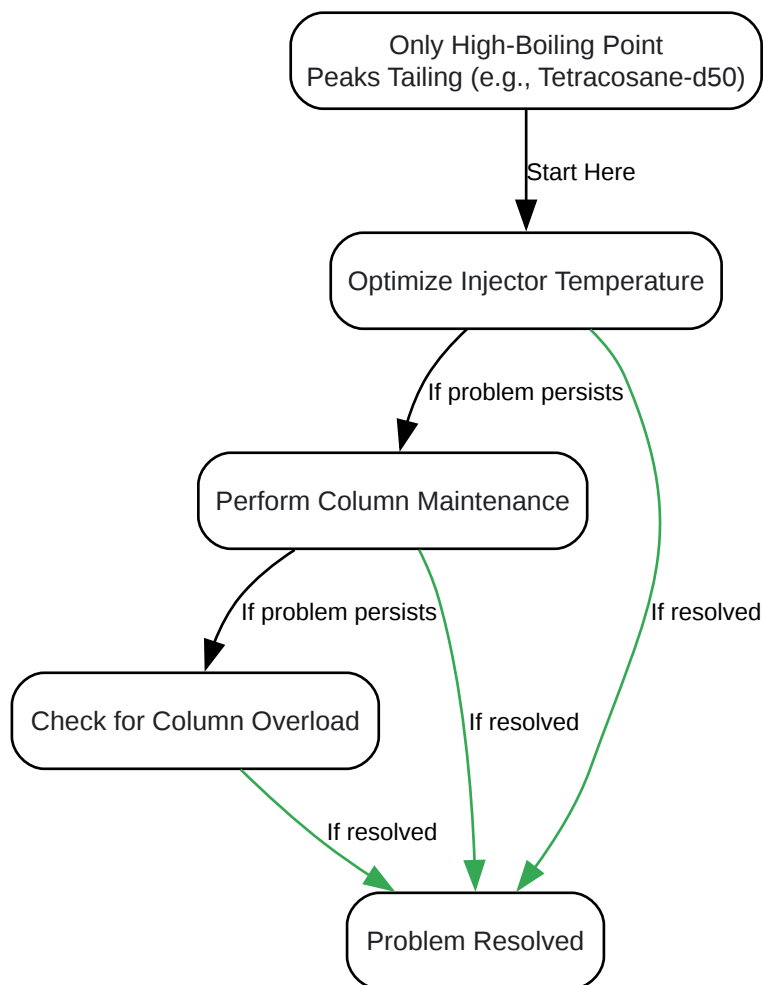 Only High-Boiling Point
Peaks Tailing (e.g., Tetracosane-d50)
Start Here
Optimize Injector Temperature
If problem persists
Perform Column Maintenance
If problem persists
If resolved
Check for Column Overload
If resolved
If resolved
Problem Resolved